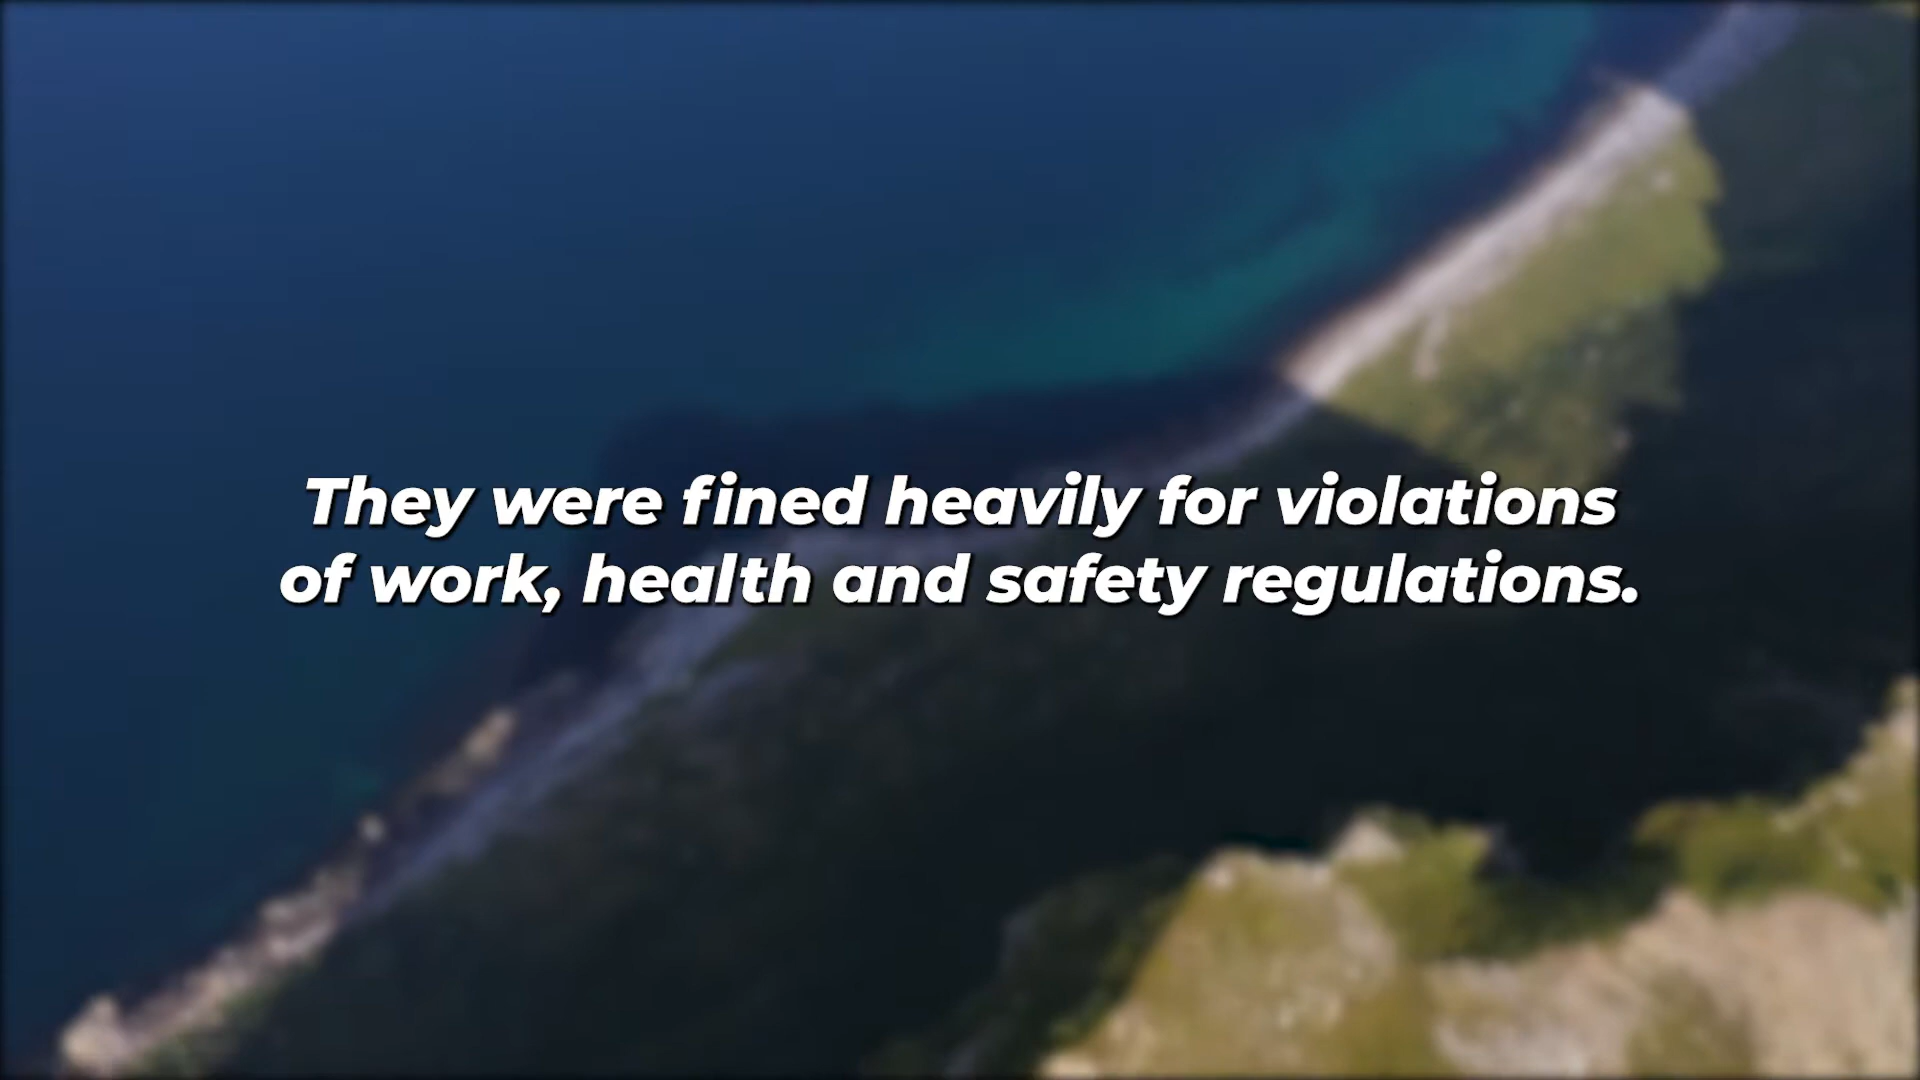 They were fined heavily for violations
of work, health and safety regulations.